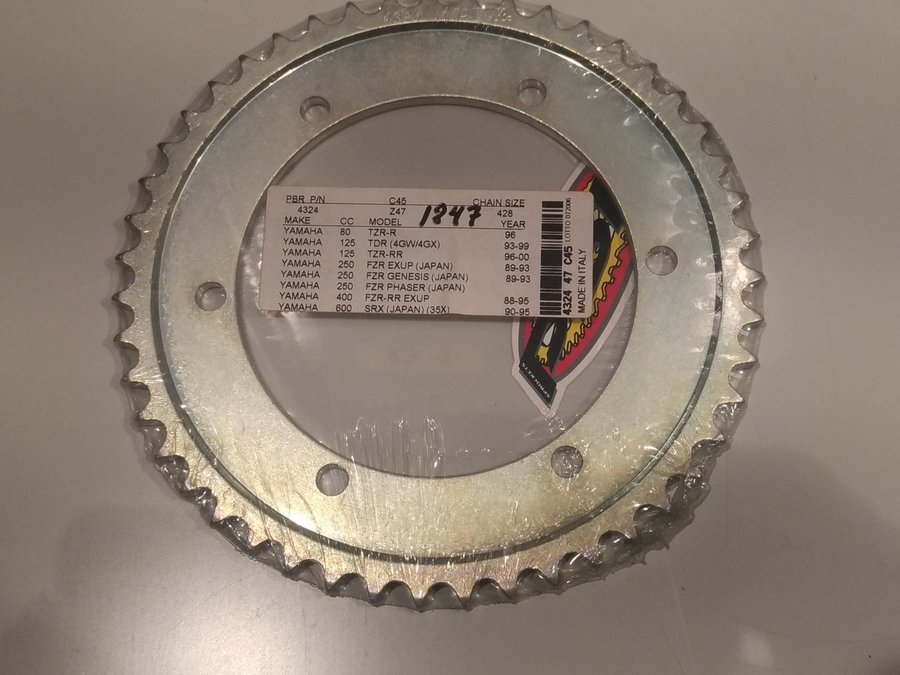 PBR P/N C45 CHAIN SIZE
4324 Z47 1847 428
MAKE CC MODEL YEAR
YAMAHA 80 TZR-R 96
YAMAHA 125 TDR (4GW/4GX) 93-99
YAMAHA 125 TZR-RR 96-00
YAMAHA 250 FZR EXUP (JAPAN) 89-93
YAMAHA 250 FZR GENESIS (JAPAN) 89-93
YAMAHA 250 FZR PHASER (JAPAN)
YAMAHA 400 FZR-RR EXUP 88-95
YAMAHA 600 SRX (JAPAN) (35X) 90-95
4324 47 C45 LOTTO 072006
MADE IN ITALY
SPROCKETS